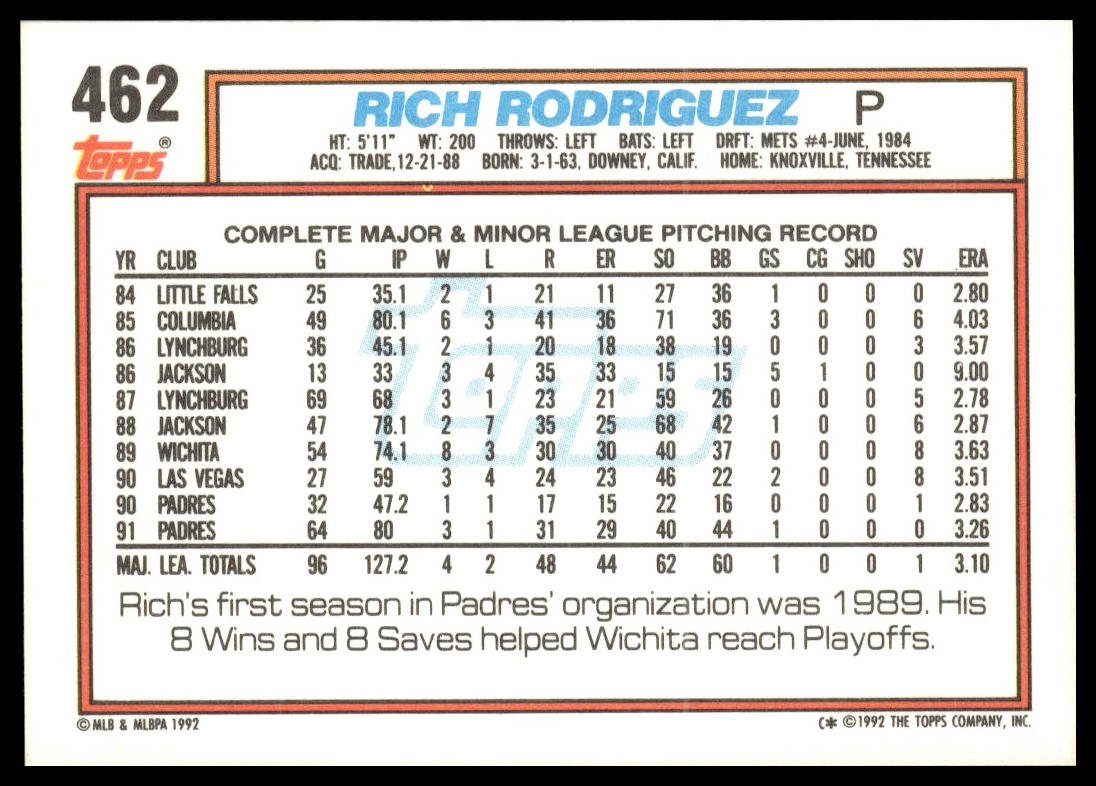 462
RICH RODRIGUEZ P
HT: 5'11" WT: 200 THROWS: LEFT BATS: LEFT DRFT: METS #4-JUNE, 1984
ACQ: TRADE,12-21-88 BORN: 3-1-63, DOWNEY, CALIF. HOME: KNOXVILLE, TENNESSEE
topps®
COMPLETE MAJOR & MINOR LEAGUE PITCHING RECORD
YR CLUB G IP W L R ER SO BB GS CG SHO SV ERA
84 LITTLE FALLS 25 35.1 2 1 21 11 27 36 1 0 0 0 2.80
85 COLUMBIA 49 80.1 6 3 41 36 71 36 3 0 0 6 4.03
86 LYNCHBURG 36 45.1 2 1 20 18 38 19 0 0 0 3 3.57
86 JACKSON 13 33 3 4 35 33 15 15 5 1 0 0 9.00
87 LYNCHBURG 69 68 3 1 23 21 59 26 0 0 0 5 2.78
88 JACKSON 47 78.1 2 7 35 25 68 42 1 0 0 6 2.87
89 WICHITA 54 74.1 8 3 30 30 40 37 0 0 0 8 3.63
90 LAS VEGAS 27 59 3 4 24 23 46 22 2 0 0 8 3.51
90 PADRES 32 47.2 1 1 17 15 22 16 0 0 0 1 2.83
91 PADRES 64 80 3 1 31 29 40 44 1 0 0 0 3.26
MAJ. LEA. TOTALS 96 127.2 4 2 48 44 62 60 1 0 0 1 3.10
topps
Rich's first season in Padres' organization was 1989. His
8 Wins and 8 Saves helped Wichita reach Playoffs.
© MLB & MLBPA 1992
C* ©1992 THE TOPPS COMPANY, INC.